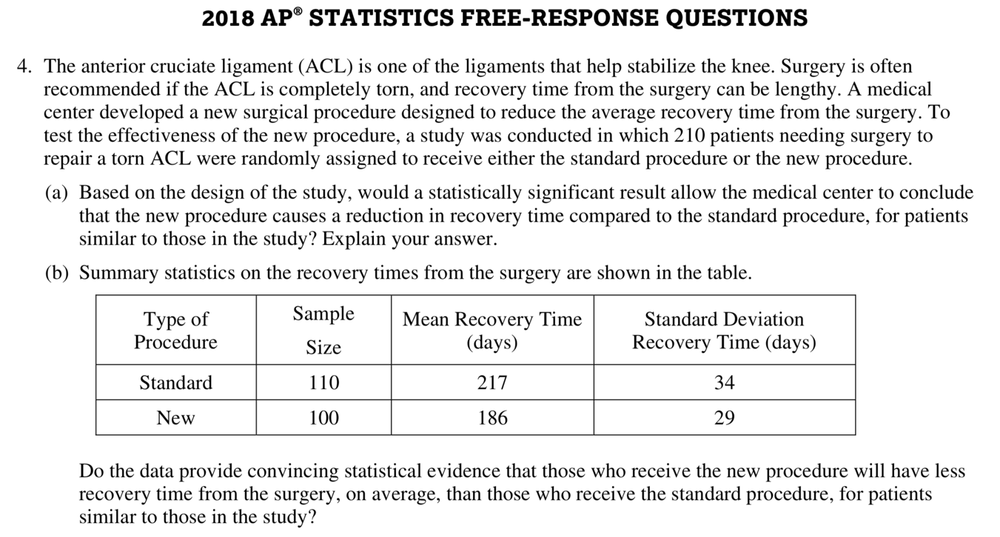 2018 AP® STATISTICS FREE-RESPONSE QUESTIONS
4. The anterior cruciate ligament (ACL) is one of the ligaments that help stabilize the knee. Surgery is often
recommended if the ACL is completely torn, and recovery time from the surgery can be lengthy. A medical
center developed a new surgical procedure designed to reduce the average recovery time from the surgery. To
test the effectiveness of the new procedure, a study was conducted in which 210 patients needing surgery to
repair a torn ACL were randomly assigned to receive either the standard procedure or the new procedure.
(a) Based on the design of the study, would a statistically significant result allow the medical center to conclude
that the new procedure causes a reduction in recovery time compared to the standard procedure, for patients
similar to those in the study? Explain your answer.
(b) Summary statistics on the recovery times from the surgery are shown in the table.
Type of
Procedure
Sample
Size
Mean Recovery Time
(days)
Standard Deviation
Recovery Time (days)
Standard 110 217 34
New 100 186 29
Do the data provide convincing statistical evidence that those who receive the new procedure will have less
recovery time from the surgery, on average, than those who receive the standard procedure, for patients
similar to those in the study?